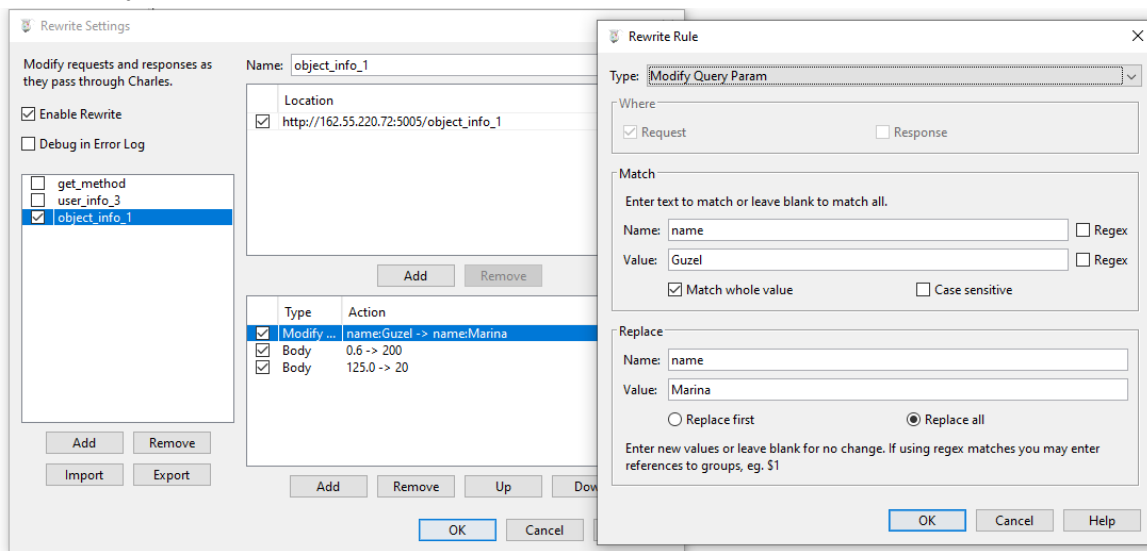 Rewrite Settings
Modify requests and responses as
they pass through Charles.
Enable Rewrite
Debug in Error Log
get_method
user_info_3
object_info_1
Add Remove
Import Export
Name: object_info_1
Location
http://162.55.220.72:5005/object_info_1
Add Remove
Type Action
Modify ... name:Guzel -> name:Marina
Body 0.6 -> 200
Body 125.0 -> 20
Add Remove Up Dow
OK Cancel
Rewrite Rule
Type: Modify Query Param
Where
Request Response
Match
Enter text to match or leave blank to match all.
Name: name Regex
Value: Guzel Regex
Match whole value Case sensitive
Replace
Name: name
Value: Marina
Replace first Replace all
Enter new values or leave blank for no change. If using regex matches you may enter
references to groups, eg. $1
OK Cancel Help